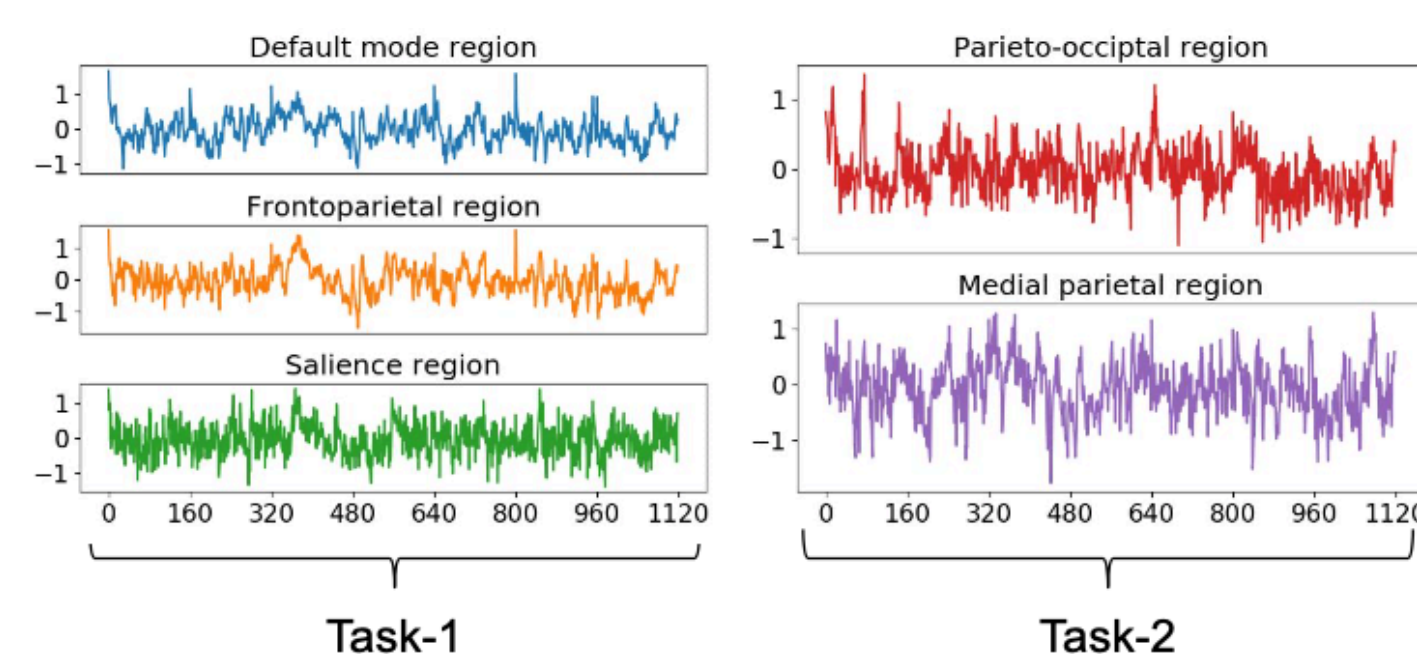 Default mode region
1
0
−1
Frontoparietal region
1
0
−1
Salience region
1
0
−1
0 160 320 480 640 800 960 1120
Task-1
Parieto-occiptal region
1
0
−1
Medial parietal region
1
0
−1
0 160 320 480 640 800 960 1120
Task-2